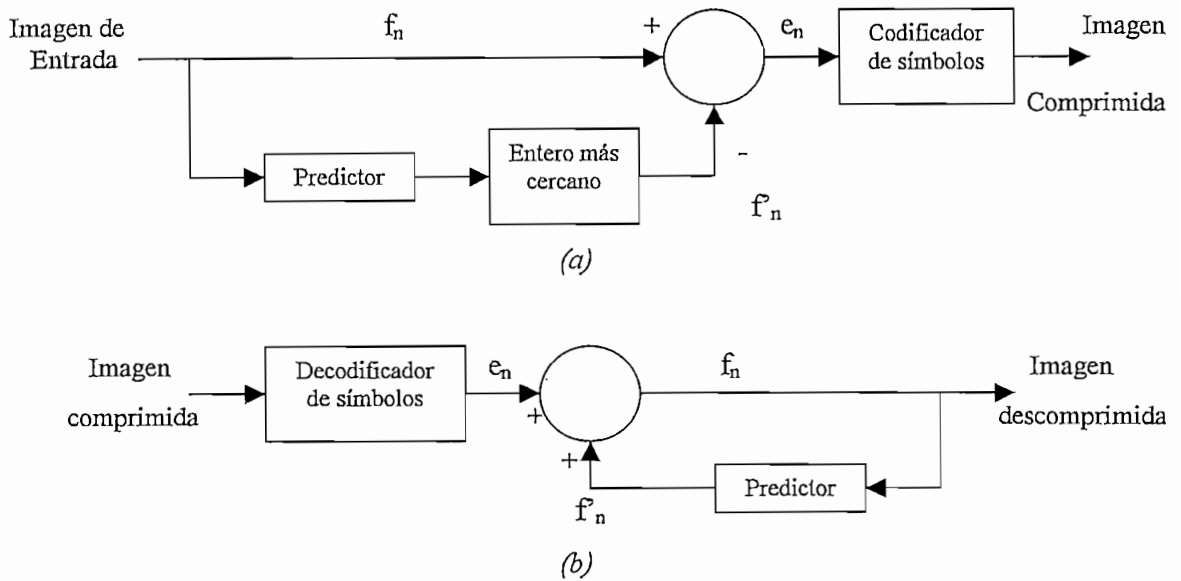 Imagen de
Entrada
fn
+
en
Codificador
de símbolos
Imagen
Comprimida
Predictor
Entero más
cercano
-
f'n
(a)
Imagen
comprimida
Decodificador
de símbolos
en
+
+
f'n
fn
Predictor
Imagen
descomprimida
(b)